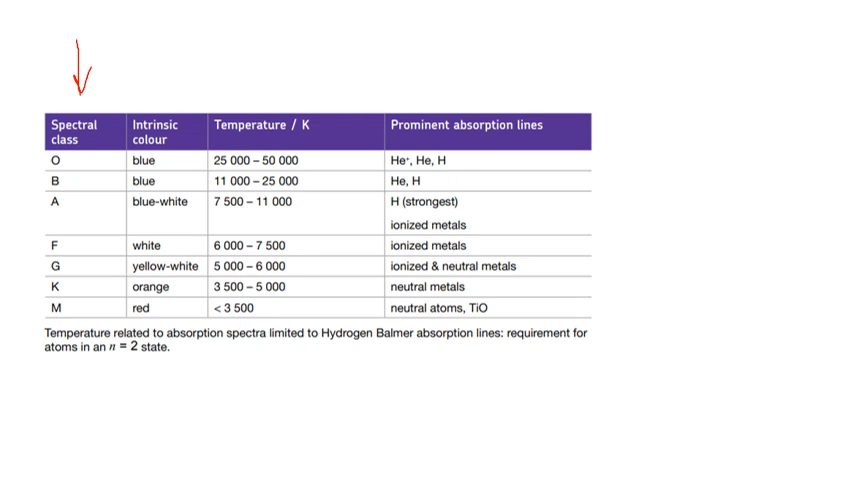 Spectral class Intrinsic colour Temperature / K Prominent absorption lines
O blue 25 000 – 50 000 He⁺, He, H
B blue 11 000 – 25 000 He, H
A blue-white 7 500 – 11 000 H (strongest)
ionized metals
F white 6 000 – 7 500 ionized metals
G yellow-white 5 000 – 6 000 ionized & neutral metals
K orange 3 500 – 5 000 neutral metals
M red < 3 500 neutral atoms, TiO
Temperature related to absorption spectra limited to Hydrogen Balmer absorption lines: requirement for
atoms in an n = 2 state.